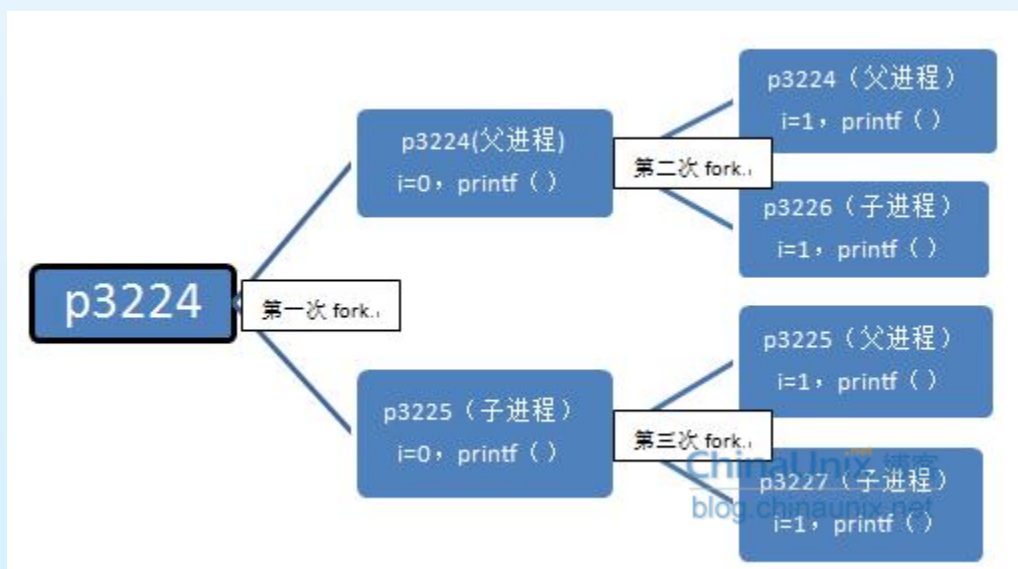 p3224
第一次 fork.
p3224(父进程)
i=0，printf（）
第二次 fork.
p3224（父进程）
i=1，printf（）
p3226（子进程）
i=1，printf（）
p3225（子进程）
i=0，printf（）
第三次 fork.
p3225（父进程）
i=1，printf（）
p3227（子进程）
i=1，printf（）
ChinaUnix 博客
blog.chinaunix.net